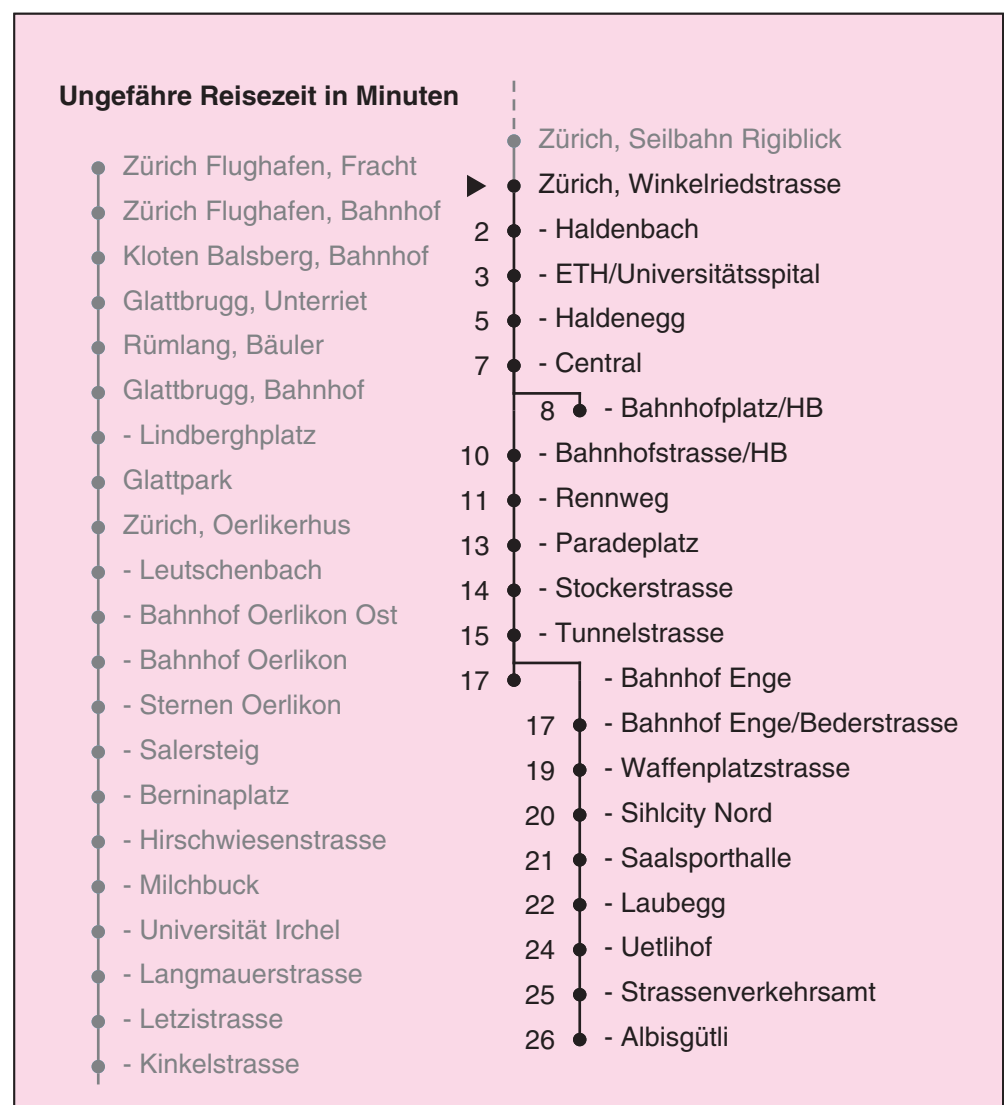 Ungefähre Reisezeit in Minuten
Zürich Flughafen, Fracht
Zürich Flughafen, Bahnhof
Kloten Balsberg, Bahnhof
Glattbrugg, Unterriet
Rümlang, Bäuler
Glattbrugg, Bahnhof
- Lindberghplatz
Glattpark
Zürich, Oerlikerhus
- Leutschenbach
- Bahnhof Oerlikon Ost
- Bahnhof Oerlikon
- Sternen Oerlikon
- Salersteig
- Berninaplatz
- Hirschwiesenstrasse
- Milchbuck
- Universität Irchel
- Langmauerstrasse
- Letzistrasse
- Kinkelstrasse
Zürich, Seilbahn Rigiblick
Zürich, Winkelriedstrasse
2 - Haldenbach
3 - ETH/Universitätsspital
5 - Haldenegg
7 - Central
8 - Bahnhofplatz/HB
10 - Bahnhofstrasse/HB
11 - Rennweg
13 - Paradeplatz
14 - Stockerstrasse
15 - Tunnelstrasse
17 - Bahnhof Enge
17 - Bahnhof Enge/Bederstrasse
19 - Waffenplatzstrasse
20 - Sihlcity Nord
21 - Saalsporthalle
22 - Laubegg
24 - Uetlihof
25 - Strassenverkehrsamt
26 - Albisgütli